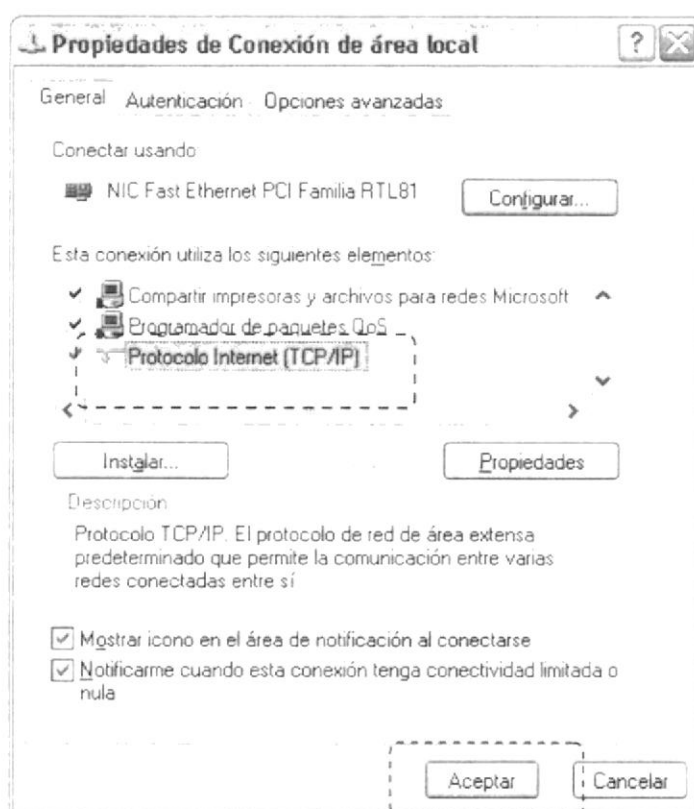 Propiedades de Conexión de área local ?
General Autenticación Opciones avanzadas
Conectar usando
NIC Fast Ethernet PCI Familia RTL81 Configurar...
Esta conexión utiliza los siguientes elementos:
Compartir impresoras y archivos para redes Microsoft
Programador de paquetes QoS
Protocolo Internet (TCP/IP)
Instalar... Propiedades
Descripción
Protocolo TCP/IP. El protocolo de red de área extensa
predeterminado que permite la comunicación entre varias
redes conectadas entre sí
Mostrar icono en el área de notificación al conectarse
Notificarme cuando esta conexión tenga conectividad limitada o
nula
Aceptar Cancelar